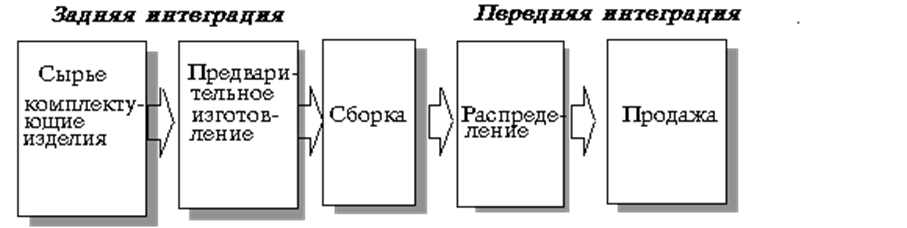 Задняя интеграция
Передняя интеграция
Сырье
комплекту-
ющие
изделия
Предвари-
тельное
изготов-
ление
Сборка
Распреде-
ление
Продажа